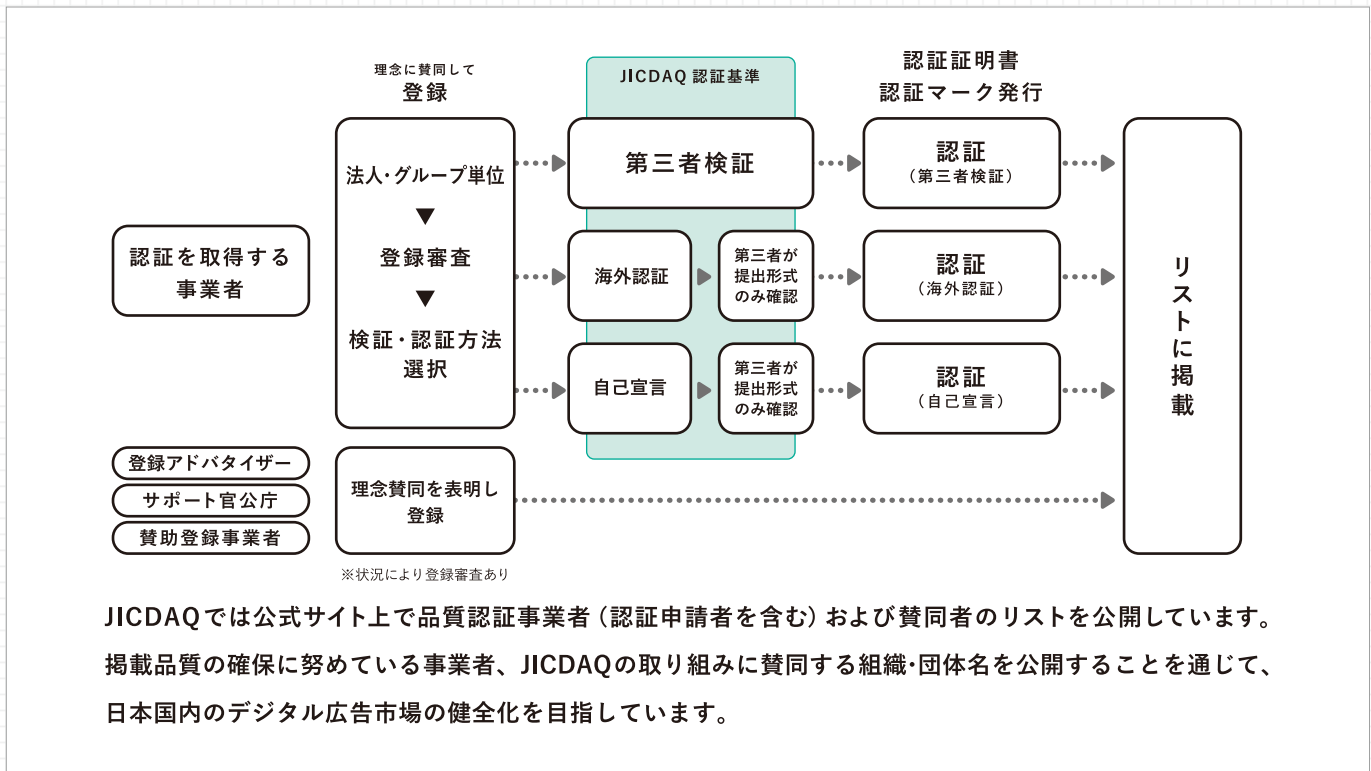 理念に賛同して
登録
JICDAQ 認証基準
認証証明書
認証マーク発行
認証を取得する
事業者
法人・グループ単位
▼
登録審査
▼
検証・認証方法
選択
第三者検証
認証
（第三者検証）
海外認証
第三者が
提出形式
のみ確認
認証
（海外認証）
自己宣言
第三者が
提出形式
のみ確認
認証
（自己宣言）
リストに掲載
登録アドバタイザー
サポート官公庁
賛助登録事業者
理念賛同を表明し
登録
※状況により登録審査あり
JICDAQでは公式サイト上で品質認証事業者（認証申請者を含む）および賛同者のリストを公開しています。
掲載品質の確保に努めている事業者、JICDAQの取り組みに賛同する組織・団体名を公開することを通じて、
日本国内のデジタル広告市場の健全化を目指しています。